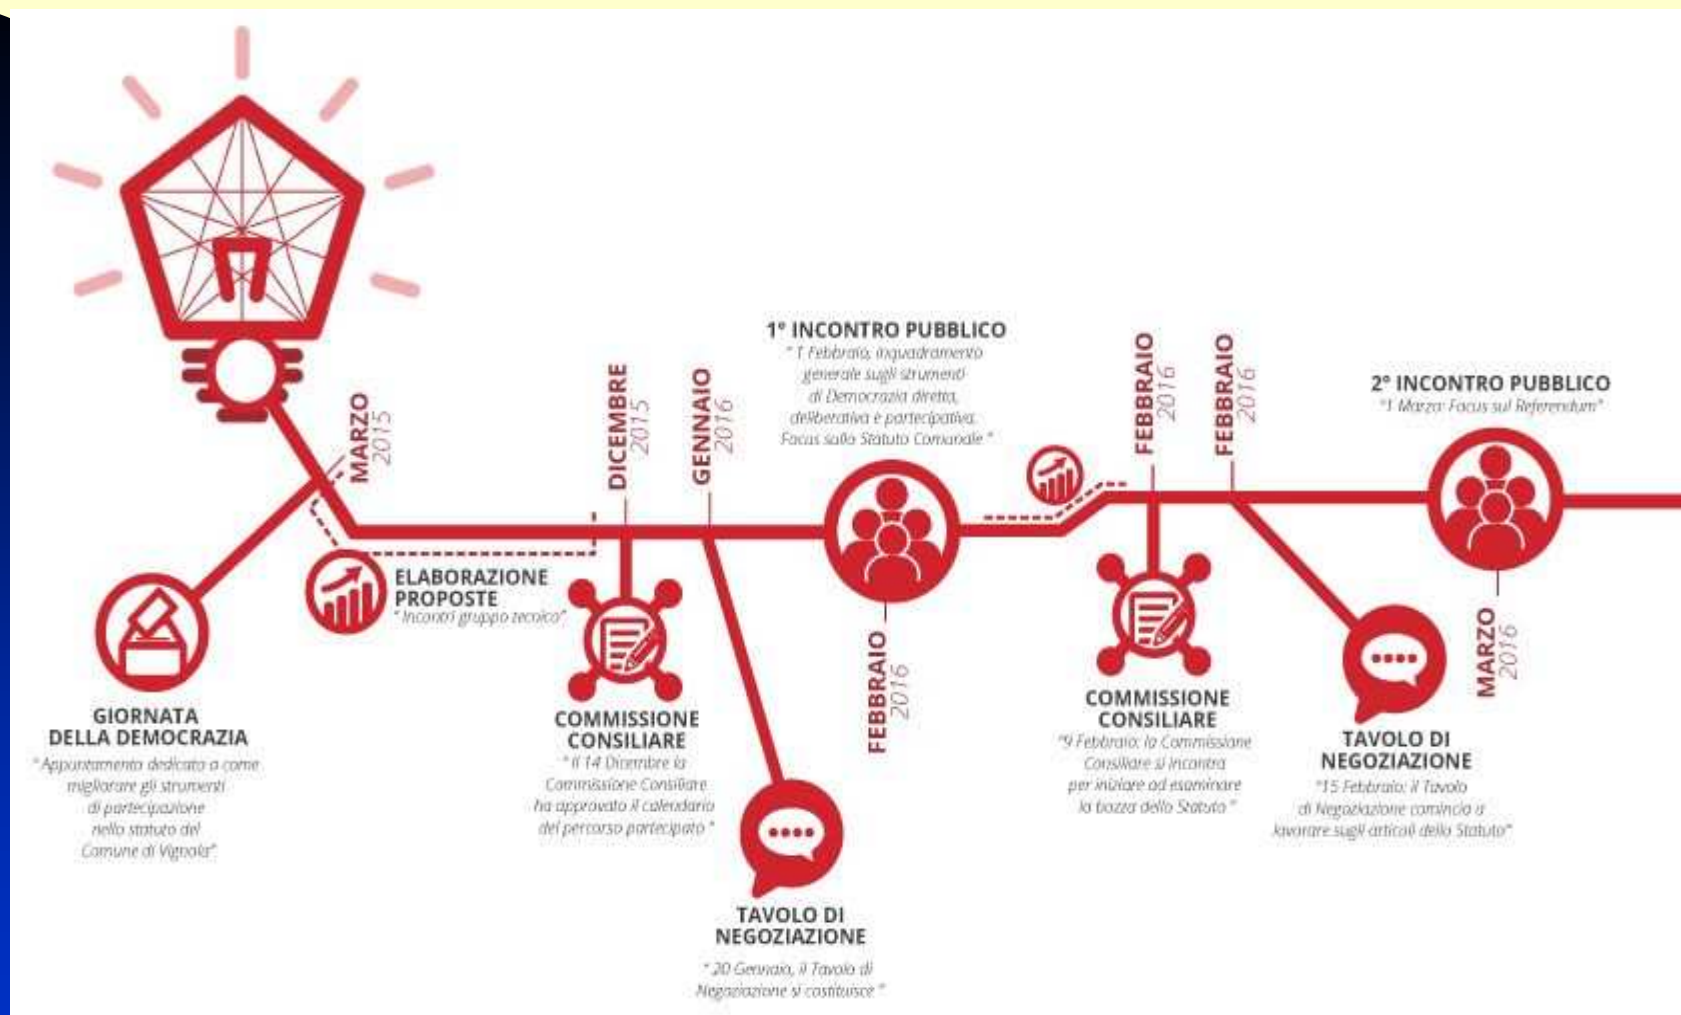 MARZO
2015
GIORNATA
DELLA DEMOCRAZIA
" Appuntamento dedicato a come
migliorare gli strumenti
di partecipazione
nello statuto del
Comune di Vignola"
ELABORAZIONE
PROPOSTE
" Incontri gruppo tecnico"
DICEMBRE
2015
COMMISSIONE
CONSILIARE
" Il 14 Dicembre la
Commissione Consiliare
ha approvato il calendario
del percorso partecipato "
GENNAIO
2016
TAVOLO DI
NEGOZIAZIONE
" 20 Gennaio, il Tavolo di
Negoziazione si costituisce "
1° INCONTRO PUBBLICO
" 1 Febbraio, inquadramento
generale sugli strumenti
di Democrazia diretta,
deliberativa e partecipativa.
Focus sullo Statuto Comunale "
FEBBRAIO
2016
FEBBRAIO
2016
COMMISSIONE
CONSILIARE
"9 Febbraio: la Commissione
Consiliare si incontra
per iniziare ad esaminare
la bozza dello Statuto "
FEBBRAIO
2016
TAVOLO DI
NEGOZIAZIONE
"15 Febbraio: il Tavolo
di Negoziazione comincia a
lavorare sugli articoli dello Statuto"
2° INCONTRO PUBBLICO
"1 Marzo: Focus sul Referendum"
MARZO
2016